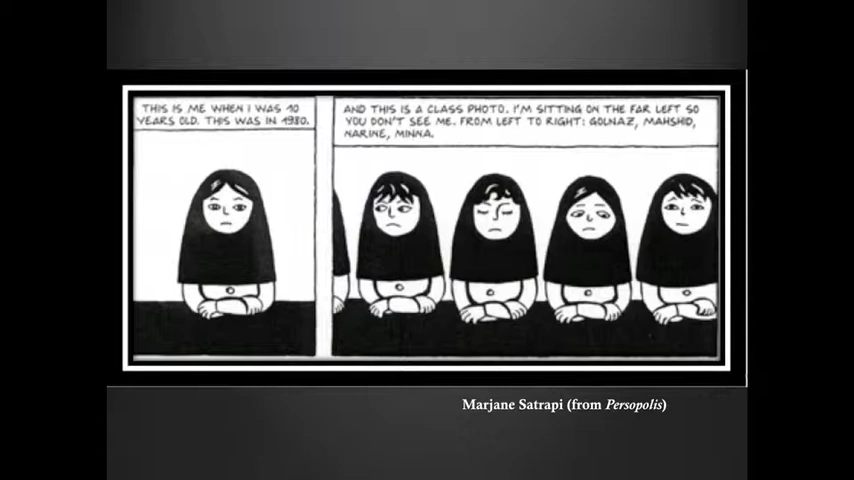 THIS IS ME WHEN I WAS 10
YEARS OLD. THIS WAS IN 1980.
AND THIS IS A CLASS PHOTO. I'M SITTING ON THE FAR LEFT SO
YOU DON'T SEE ME. FROM LEFT TO RIGHT: GOLNAZ, MAHSHID,
NARINE, MINNA.
Marjane Satrapi (from Persopolis)